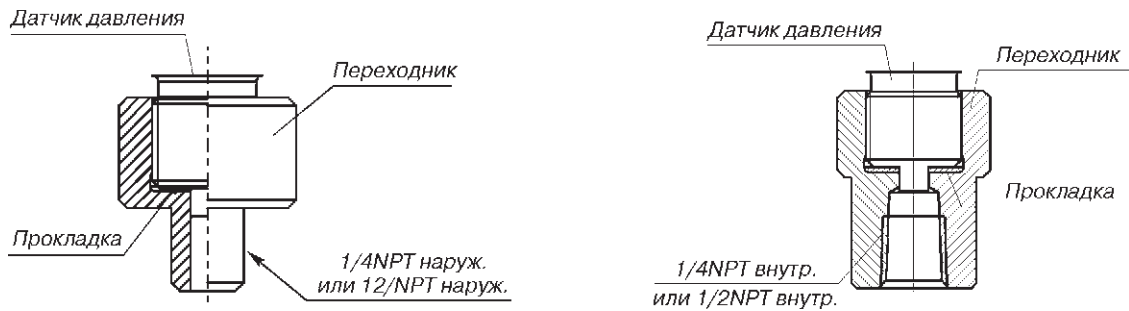 Датчик давления
Переходник
Прокладка
1/4NPT наруж.
или 12/NPT наруж.
Датчик давления
Переходник
Прокладка
1/4NPT внутр.
или 1/2NPT внутр.